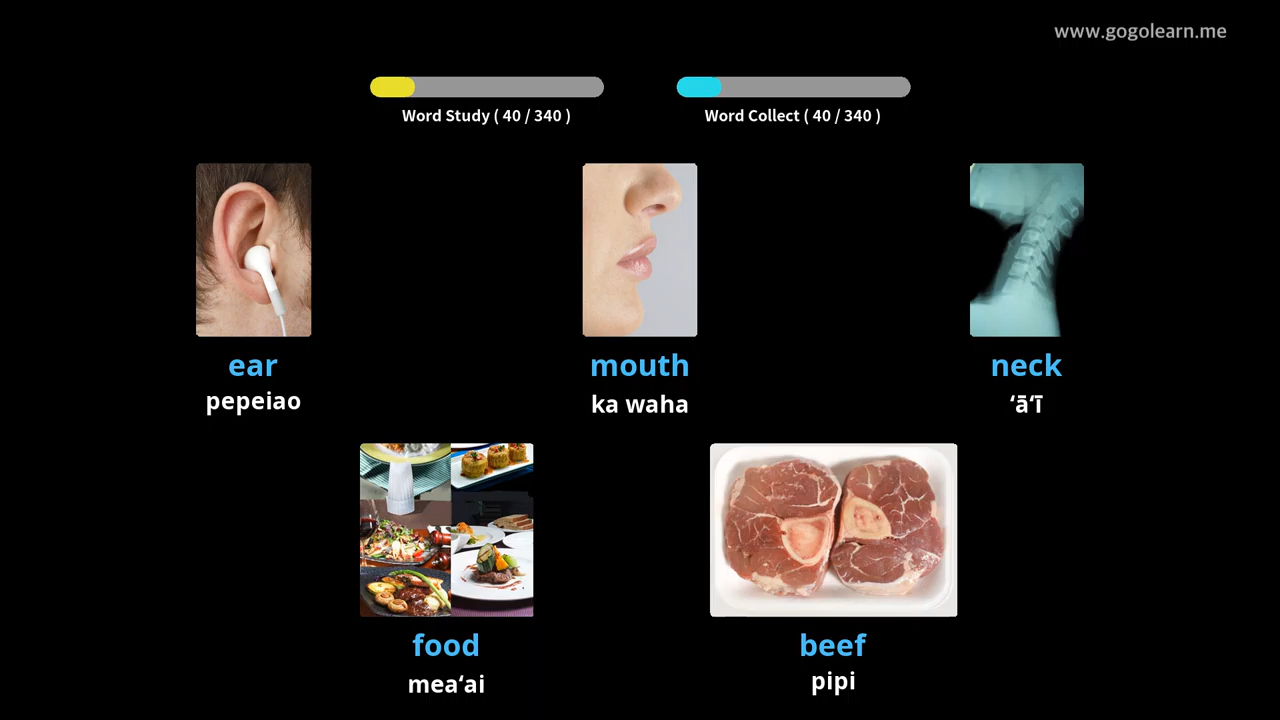 www.gogolearn.me
Word Study ( 40 / 340 )
Word Collect ( 40 / 340 )
ear
pepeiao
mouth
ka waha
neck
ʻāʻī
food
meaʻai
beef
pipi